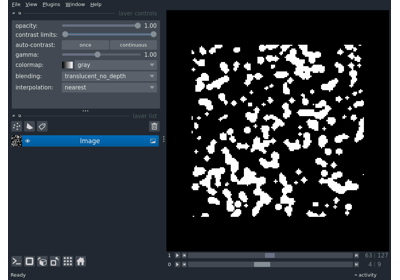 File View Plugins Window Help
layer controls
opacity: 1.00
contrast limits:
auto-contrast: once continuous
gamma: 1.00
colormap: gray
blending: translucent_no_depth
interpolation: nearest
layer list
Image
1 63 127
0 4 9
Ready activity